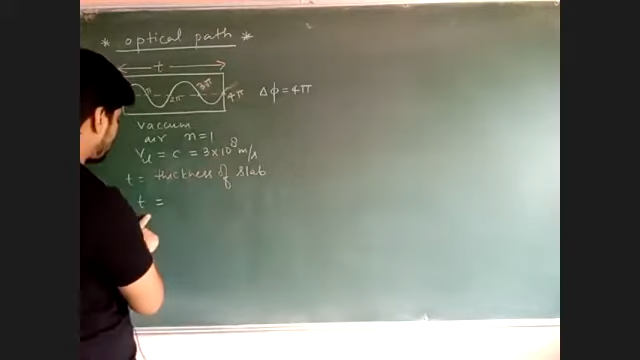 * optical path *
t
π 2π 3π 4π Δφ = 4π
vacuum
air n=1
= c = 3×10⁸ m/s
t = thickness of slab
t =